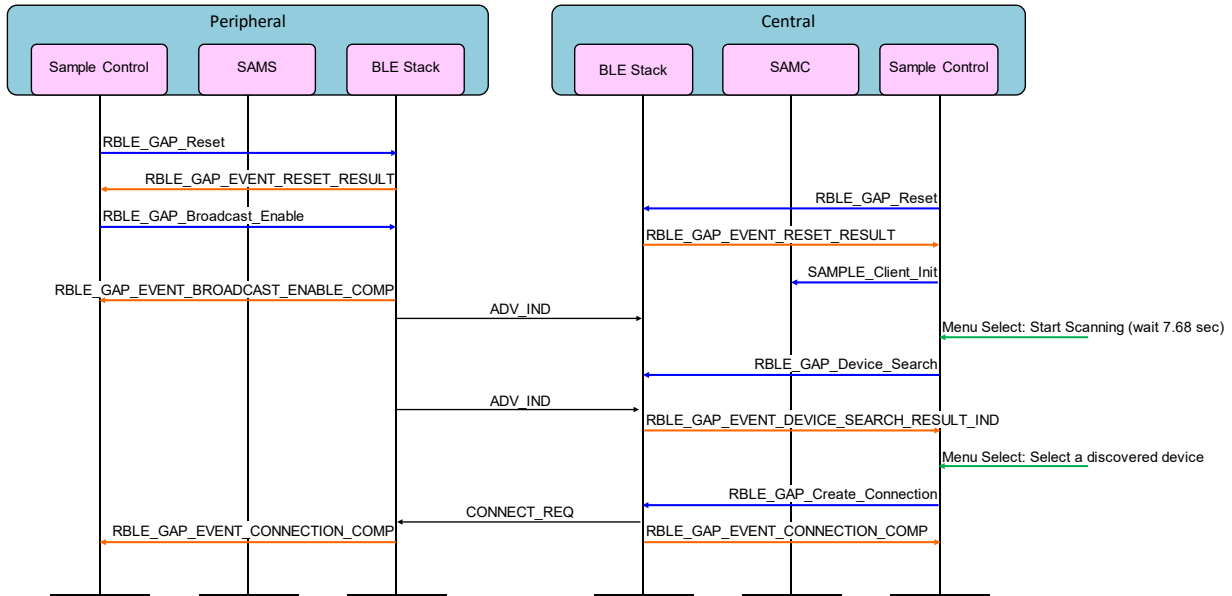 Peripheral
Central
Sample Control
SAMS
BLE Stack
BLE Stack
SAMC
Sample Control
RBLE_GAP_Reset
RBLE_GAP_EVENT_RESET_RESULT
RBLE_GAP_Reset
RBLE_GAP_Broadcast_Enable
RBLE_GAP_EVENT_RESET_RESULT
SAMPLE_Client_Init
RBLE_GAP_EVENT_BROADCAST_ENABLE_COMP
ADV_IND
Menu Select: Start Scanning (wait 7.68 sec)
RBLE_GAP_Device_Search
ADV_IND
RBLE_GAP_EVENT_DEVICE_SEARCH_RESULT_IND
Menu Select: Select a discovered device
RBLE_GAP_Create_Connection
CONNECT_REQ
RBLE_GAP_EVENT_CONNECTION_COMP
RBLE_GAP_EVENT_CONNECTION_COMP